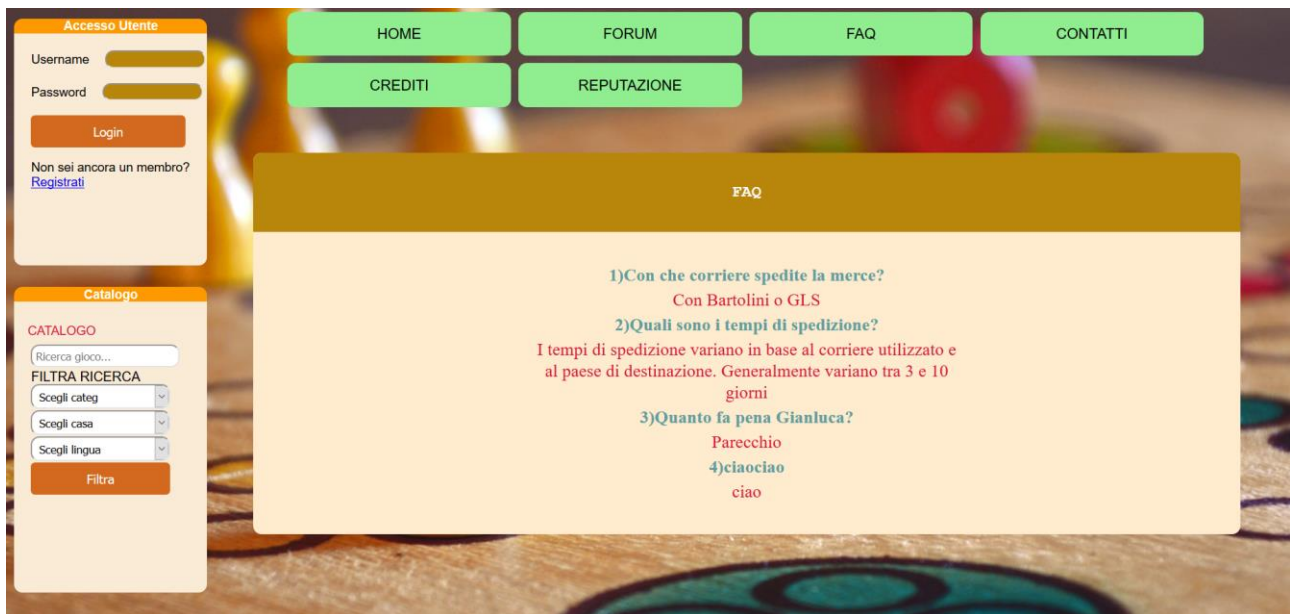 Accesso Utente
Username
Password
Login
Non sei ancora un membro?
Registrati
Catalogo
CATALOGO
Ricerca gioco...
FILTRA RICERCA
Scegli categ
Scegli casa
Scegli lingua
Filtra
HOME
FORUM
FAQ
CONTATTI
CREDITI
REPUTAZIONE
FAQ
1)Con che corriere spedite la merce?
Con Bartolini o GLS
2)Quali sono i tempi di spedizione?
I tempi di spedizione variano in base al corriere utilizzato e
al paese di destinazione. Generalmente variano tra 3 e 10
giorni
3)Quanto fa pena Gianluca?
Parecchio
4)ciaociao
ciao